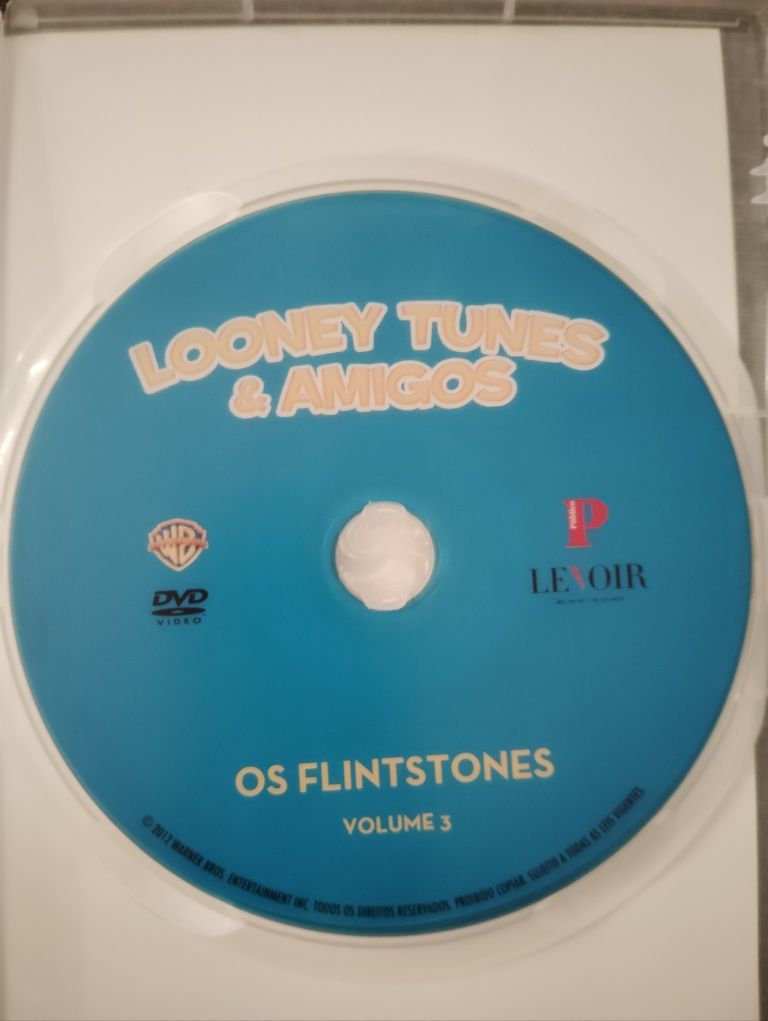 LOONEY TUNES
& AMIGOS
WB
DVD
VIDEO
Público
P
LEVOIR
OS FLINTSTONES
VOLUME 3
© 2012 WARNER BROS. ENTERTAINMENT INC. TODOS OS DIREITOS RESERVADOS. PROIBIDO COPIAR. SUJEITO A TODAS AS LEIS VIGENTES